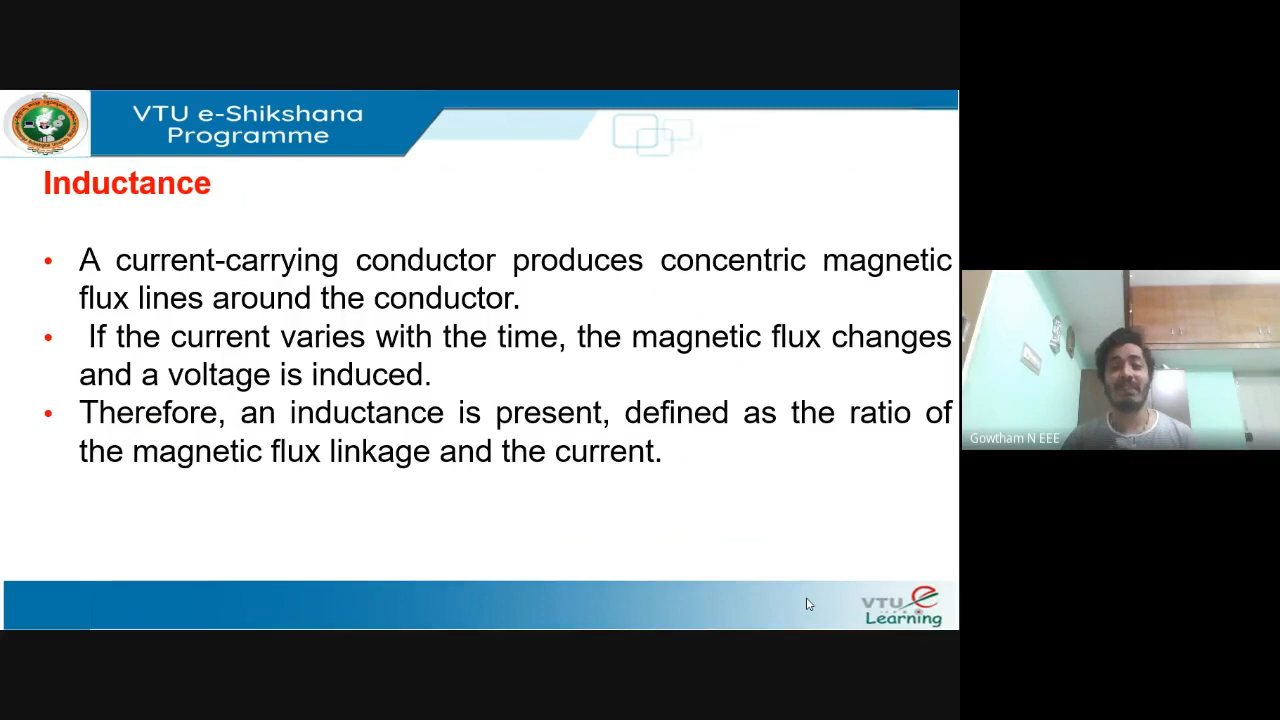 VTU e-Shikshana
Programme
Inductance
• A current-carrying conductor produces concentric magnetic
flux lines around the conductor.
• If the current varies with the time, the magnetic flux changes
and a voltage is induced.
• Therefore, an inductance is present, defined as the ratio of
the magnetic flux linkage and the current.
Gowtham N EEE
VTU e
Learning